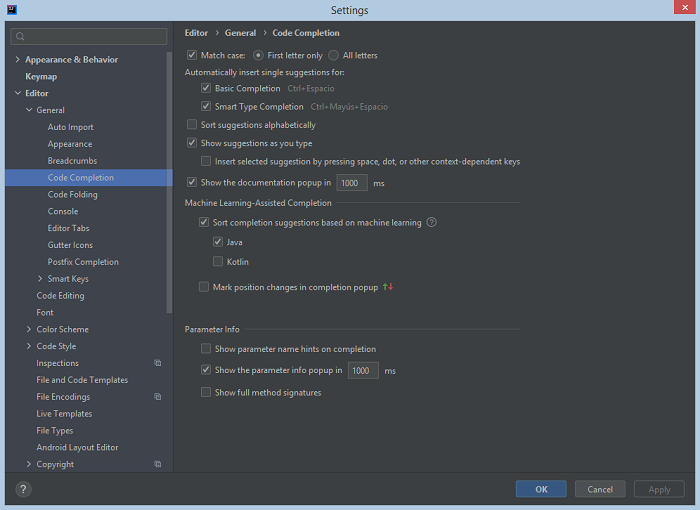 Settings
Editor > General > Code Completion
Appearance & Behavior
Keymap
Editor
General
Auto Import
Appearance
Breadcrumbs
Code Completion
Code Folding
Console
Editor Tabs
Gutter Icons
Postfix Completion
Smart Keys
Code Editing
Font
Color Scheme
Code Style
Inspections
File and Code Templates
File Encodings
Live Templates
File Types
Android Layout Editor
Copyright
Match case: First letter only All letters
Automatically insert single suggestions for:
Basic Completion Ctrl+Espacio
Smart Type Completion Ctrl+Mayús+Espacio
Sort suggestions alphabetically
Show suggestions as you type
Insert selected suggestion by pressing space, dot, or other context-dependent keys
Show the documentation popup in 1000 ms
Machine Learning-Assisted Completion
Sort completion suggestions based on machine learning ?
Java
Kotlin
Mark position changes in completion popup
Parameter Info
Show parameter name hints on completion
Show the parameter info popup in 1000 ms
Show full method signatures
? OK Cancel Apply